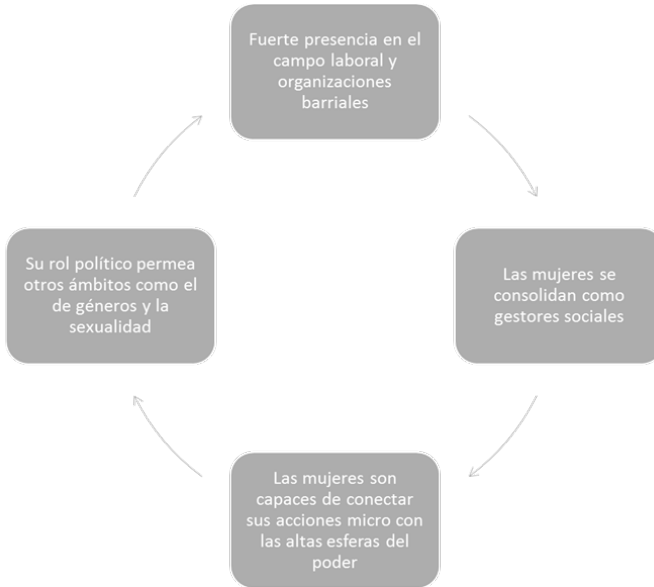 Fuerte presencia en el
campo laboral y
organizaciones
barriales
Las mujeres se
consolidan como
gestores sociales
Las mujeres son
capaces de conectar
sus acciones micro con
las altas esferas del
poder
Su rol político permea
otros ámbitos como el
de géneros y la
sexualidad